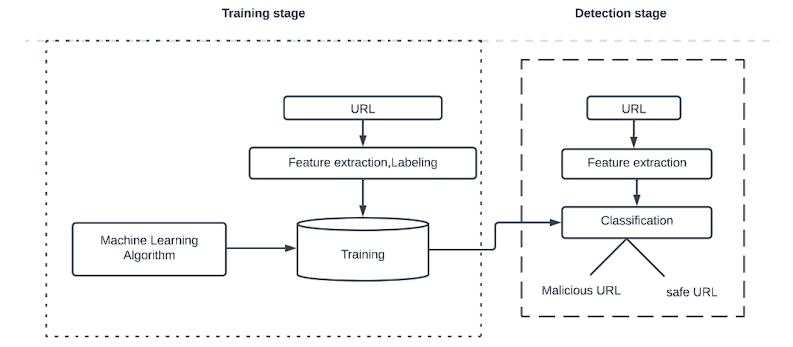 Training stage
Detection stage
URL
URL
Feature extraction,Labeling
Feature extraction
Machine Learning
Algorithm
Training
Classification
Malicious URL
safe URL